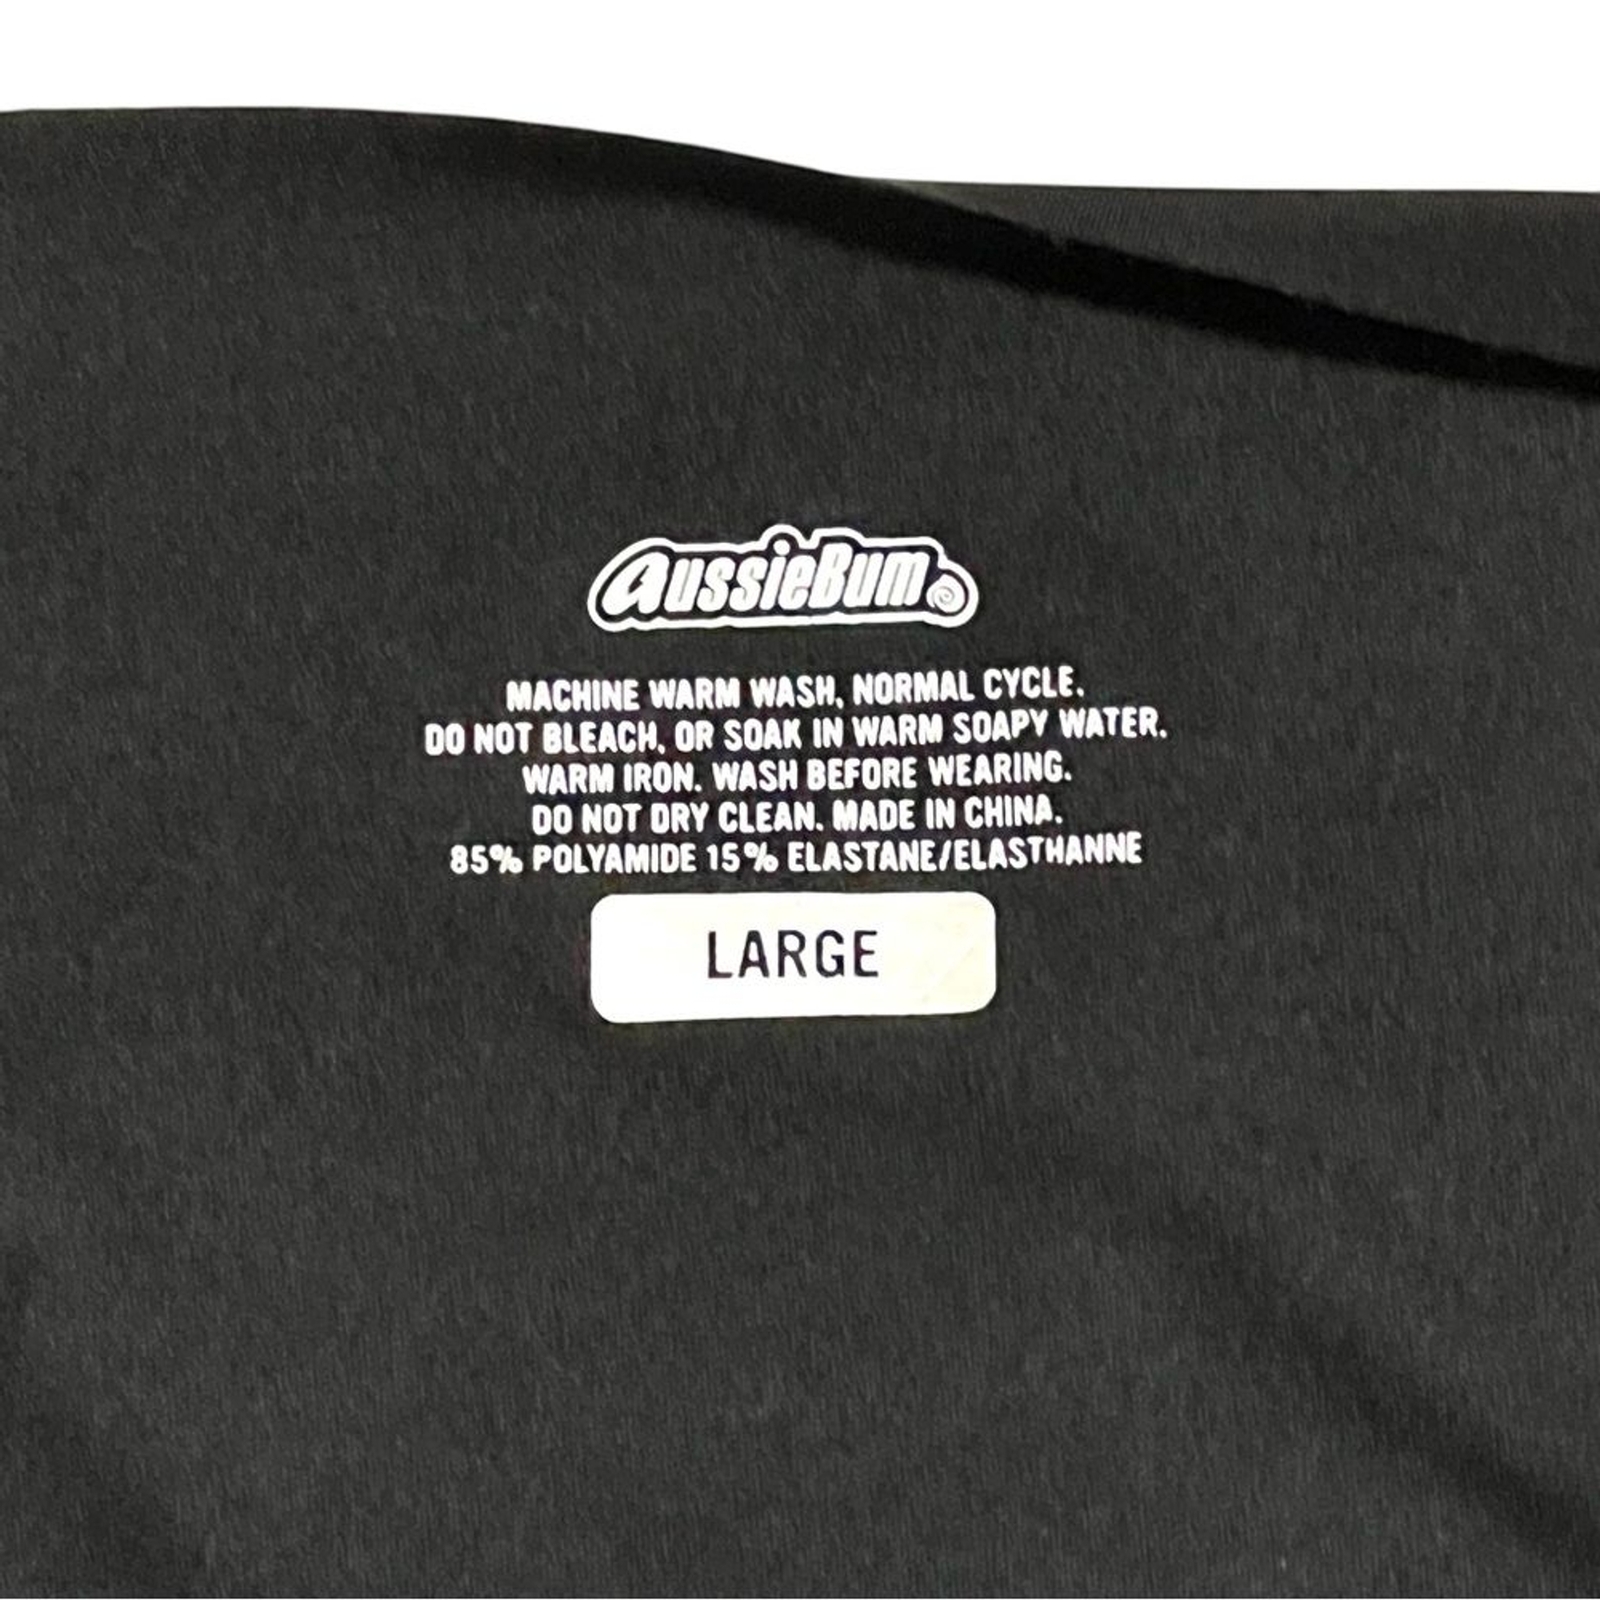 aussieBum
MACHINE WARM WASH, NORMAL CYCLE.
DO NOT BLEACH, OR SOAK IN WARM SOAPY WATER.
WARM IRON. WASH BEFORE WEARING.
DO NOT DRY CLEAN. MADE IN CHINA.
85% POLYAMIDE 15% ELASTANE/ELASTHANNE
LARGE